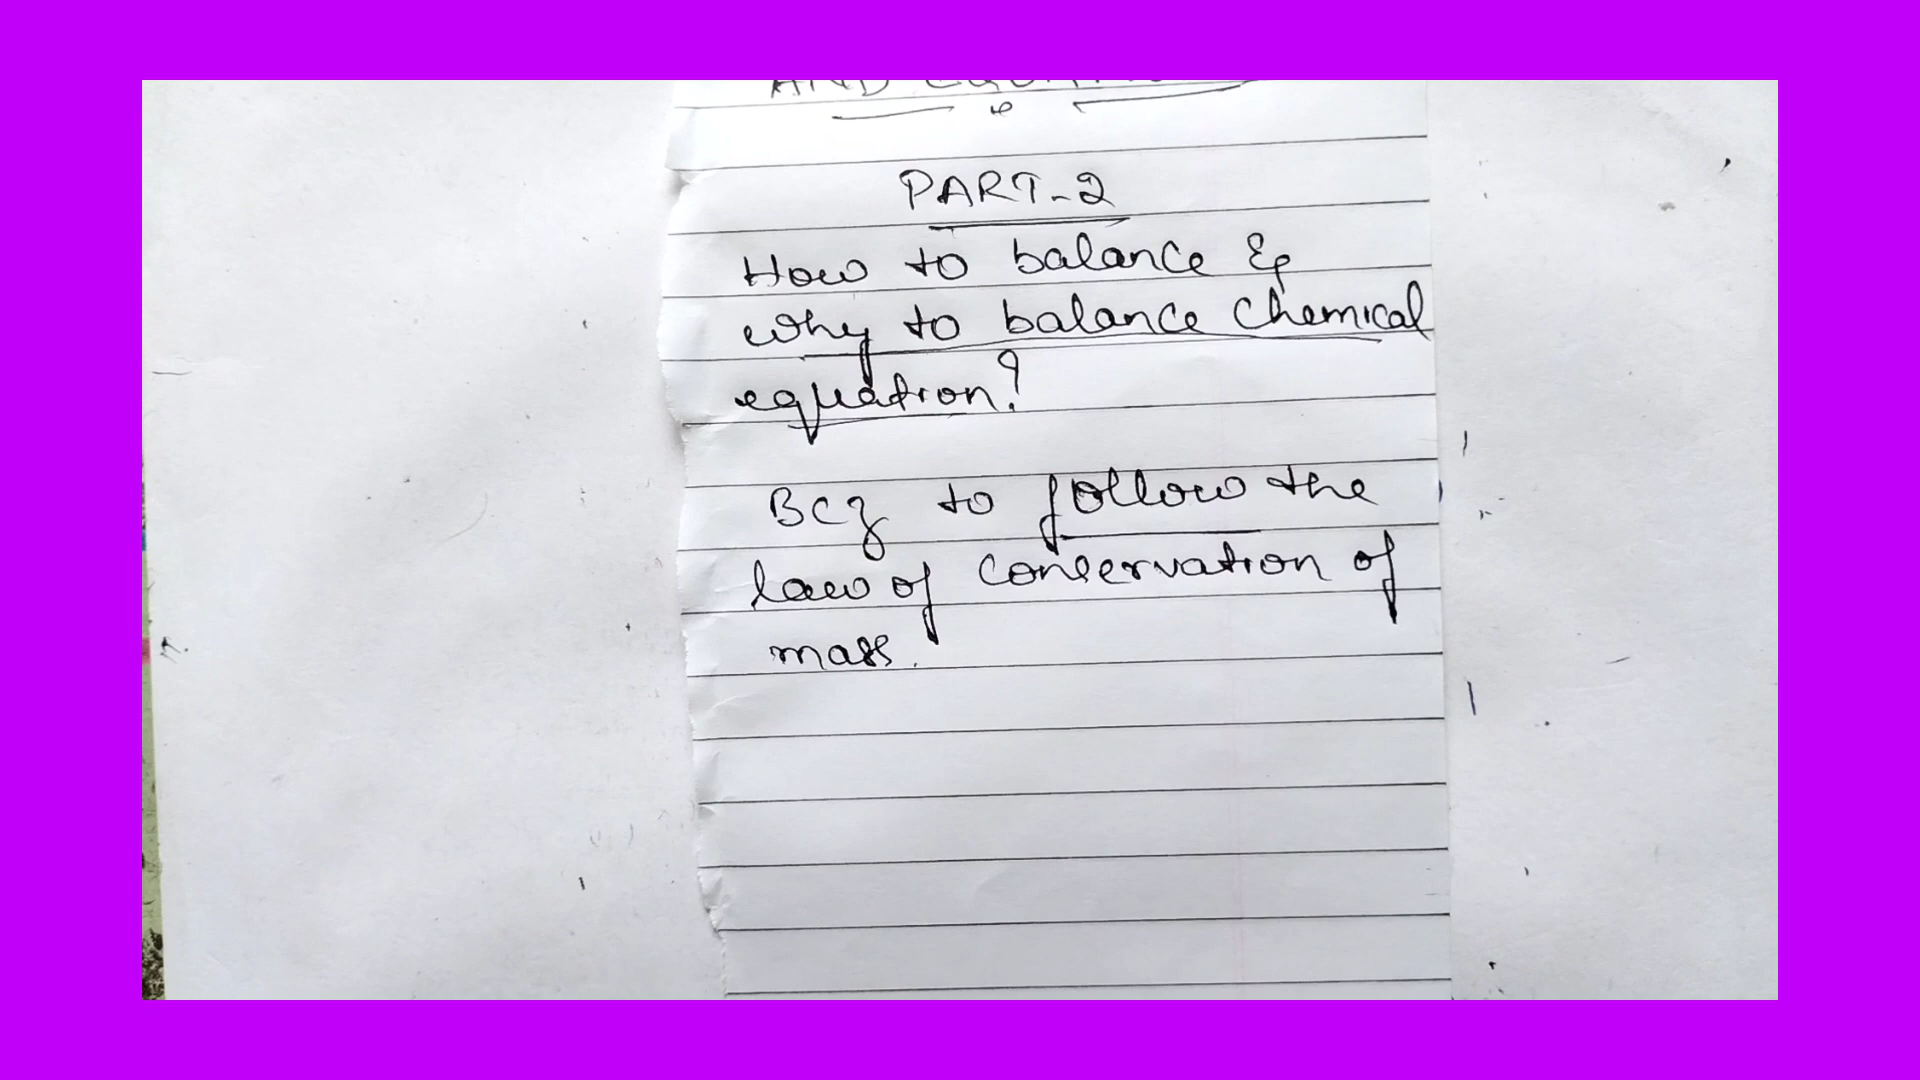 PART-2
How to balance &
why to balance chemical
equation?
Bcz to follow the
law of conservation of
mass.